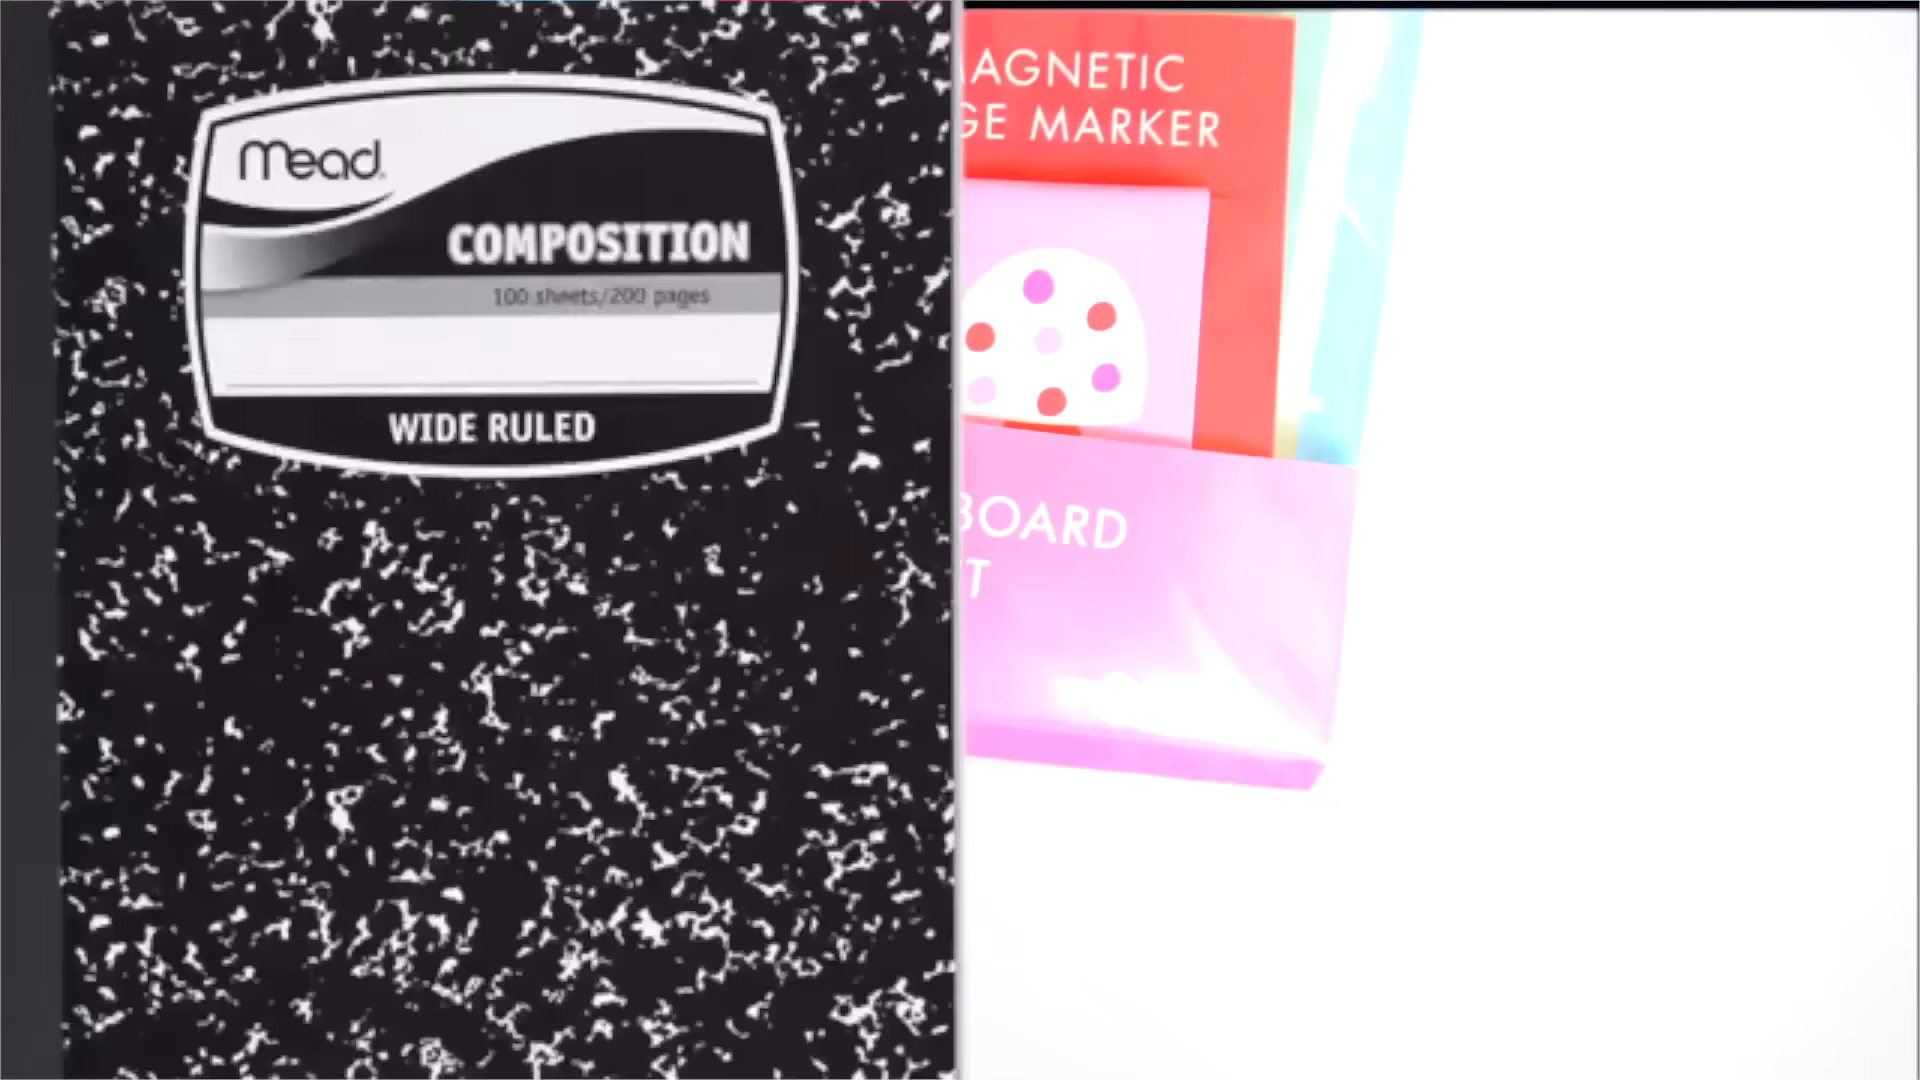 Mead
COMPOSITION
100 sheets/200 pages
WIDE RULED
AGNETIC
GE MARKER
BOARD
T